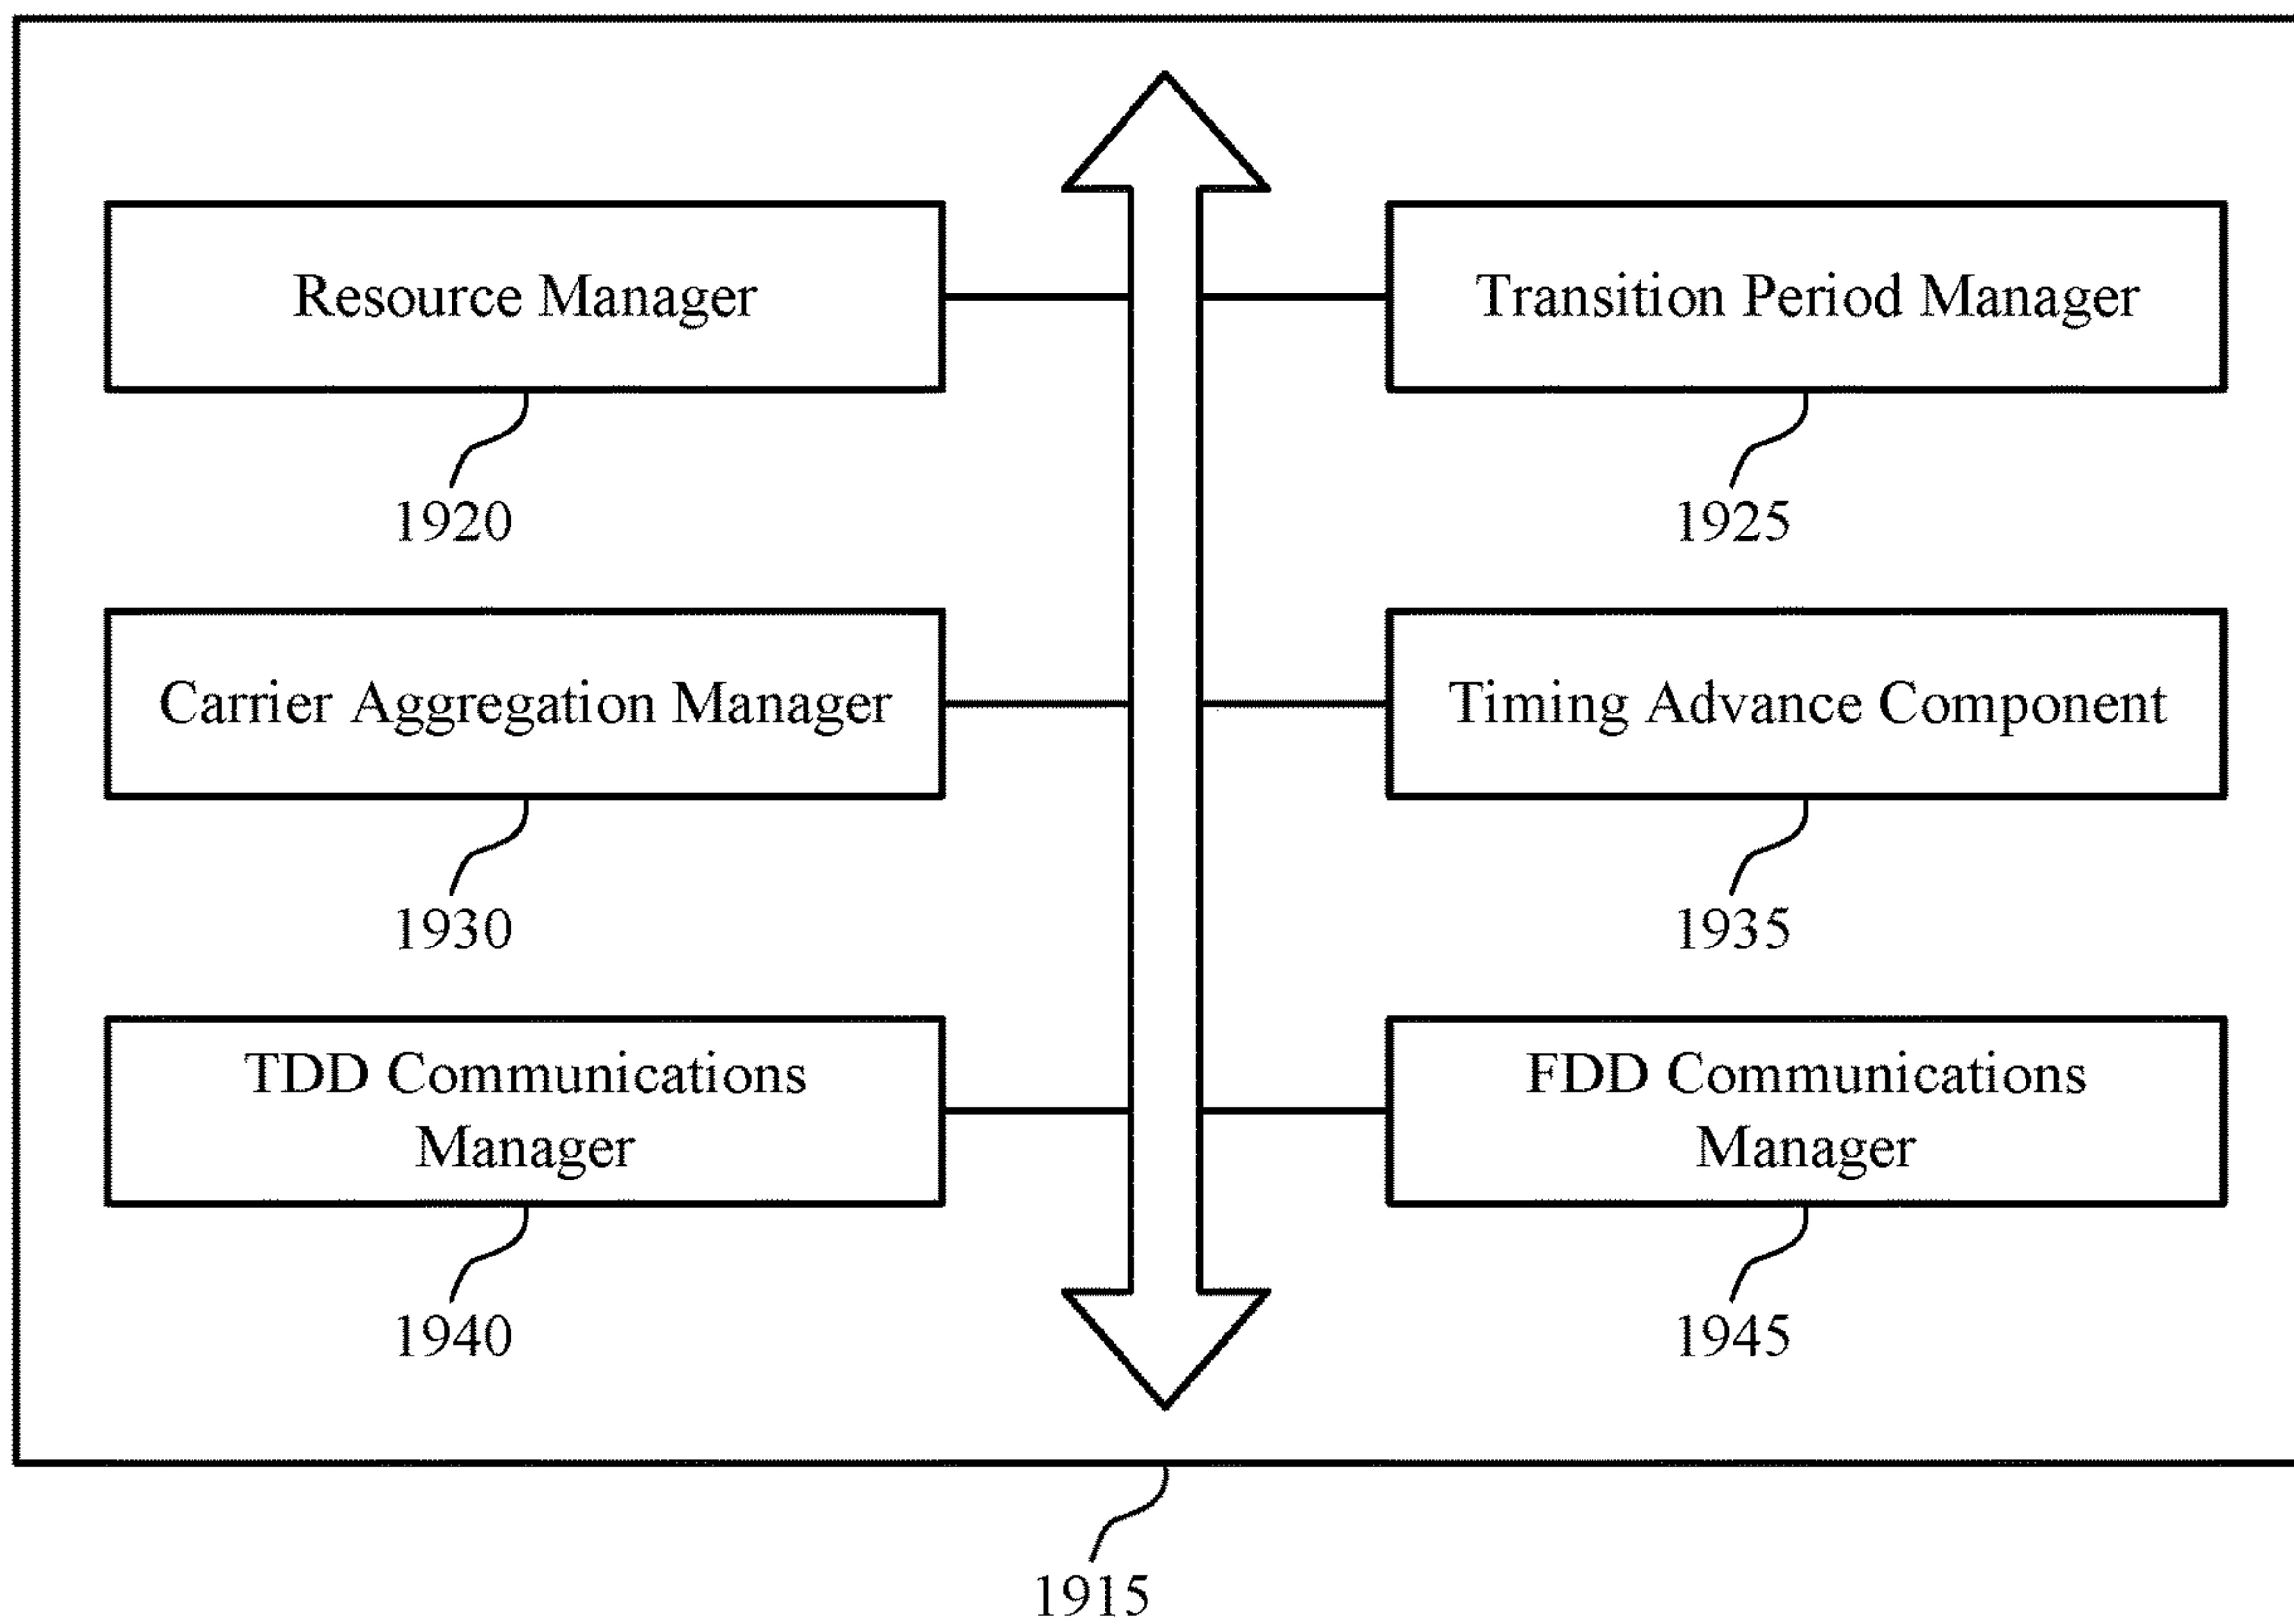 Resource Manager
Transition Period Manager
1920
1925
Carrier Aggregation Manager
Timing Advance Component
1930
1935
TDD Communications
Manager
FDD Communications
Manager
1940
1945
1915